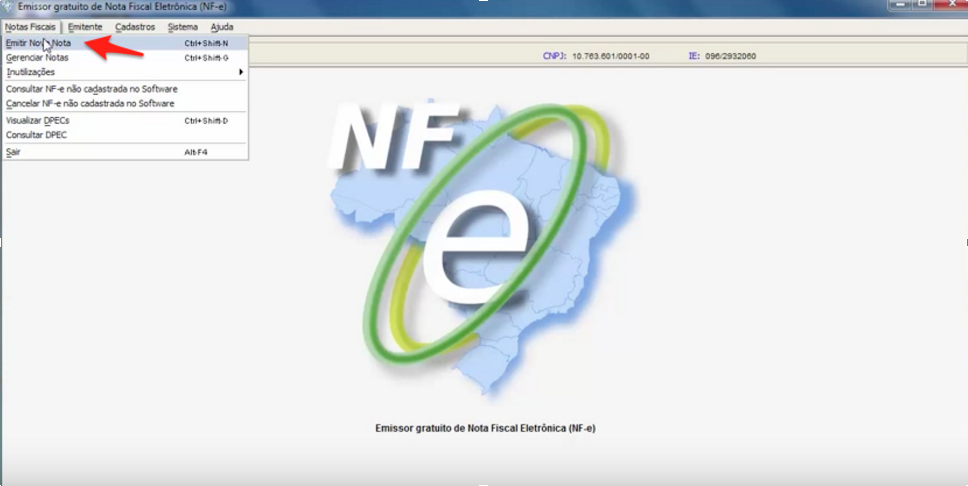 Emissor gratuito de Nota Fiscal Eletrônica (NF-e)
Notas Fiscais Emitente Cadastros Sistema Ajuda
Emitir Nova Nota Ctrl+Shift-N
Gerenciar Notas Ctrl+Shift-G
Inutilizações
Consultar NF-e não cadastrada no Software
Cancelar NF-e não cadastrada no Software
Visualizar DPECs Ctrl+Shift-D
Consultar DPEC
Sair Alt-F4
CNPJ: 10.763.601/0001-00 IE: 096/2932060
NF
e
Emissor gratuito de Nota Fiscal Eletrônica (NF-e)